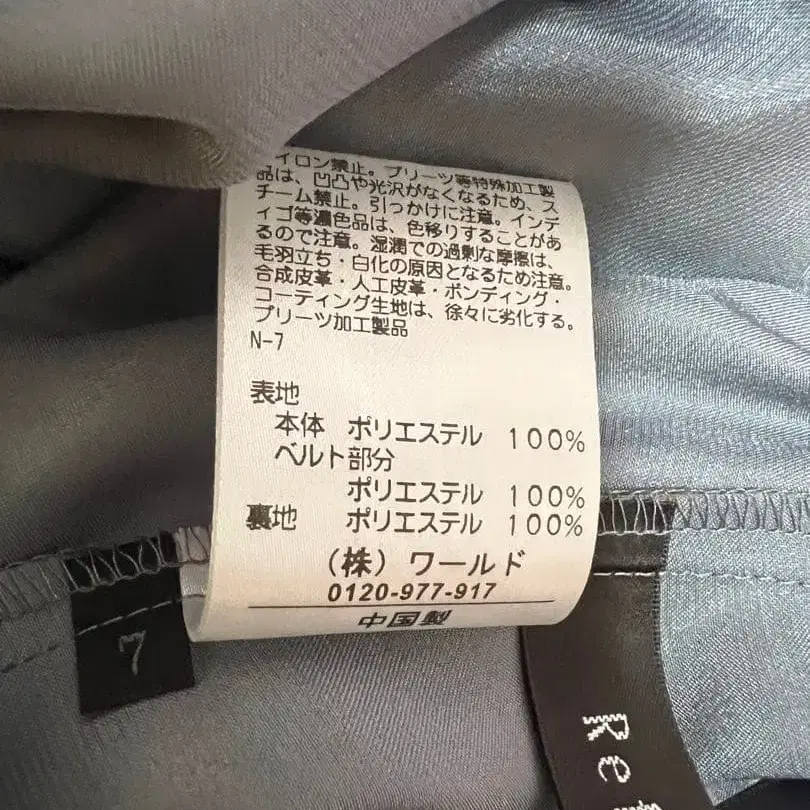 イロン禁止。プリーツ等特殊加工製
品は、凹凸や光沢がなくなるため、ス
チーム禁止。引っかけに注意。インデ
ィゴ等濃色品は、色移りすることがあ
るので注意。湿潤での過剰な摩擦は、
毛羽立ち・白化の原因となるため注意。
合成皮革・人工皮革・ボンディング・
コーティング生地は、徐々に劣化する。
プリーツ加工製品
N-7
表地
本体 ポリエステル 100%
ベルト部分
ポリエステル 100%
裏地 ポリエステル 100%
(株)ワールド
0120-977-917
中国製
7
Re